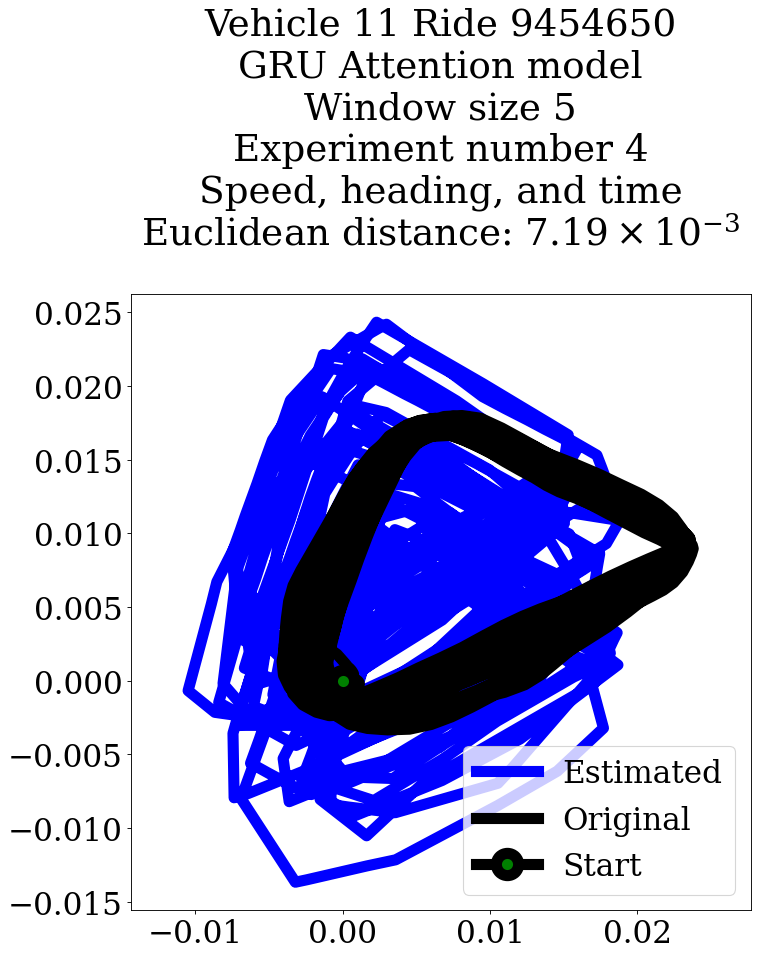 Vehicle 11 Ride 9454650
GRU Attention model
Window size 5
Experiment number 4
Speed, heading, and time
Euclidean distance: 7.19 × 10⁻³
0.025
0.020
0.015
0.010
0.005
0.000
−0.005
−0.010
−0.015
Estimated
Original
Start
−0.01
0.00
0.01
0.02